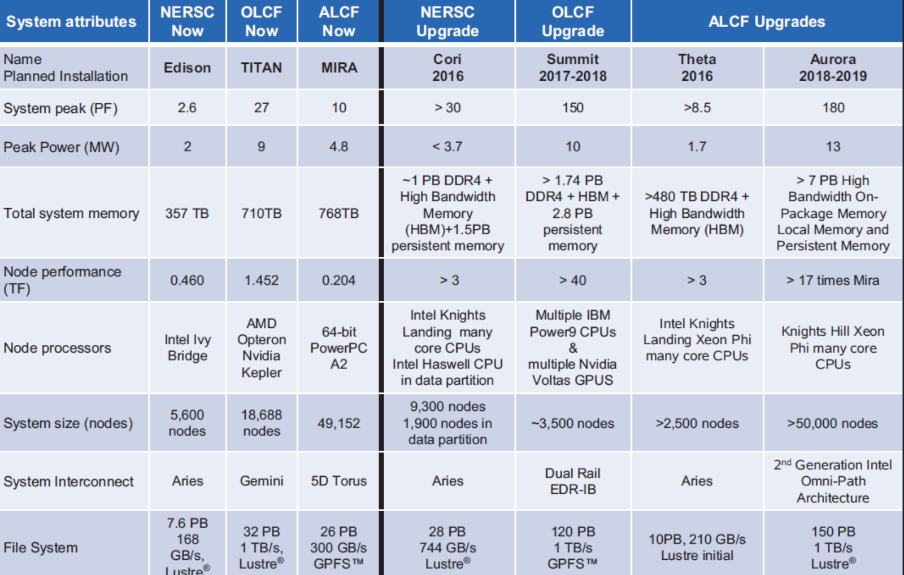 System attributes NERSC Now OLCF Now ALCF Now NERSC Upgrade OLCF Upgrade ALCF Upgrades
Name Planned Installation Edison TITAN MIRA Cori 2016 Summit 2017-2018 Theta 2016 Aurora 2018-2019
System peak (PF) 2.6 27 10 > 30 150 >8.5 180
Peak Power (MW) 2 9 4.8 < 3.7 10 1.7 13
Total system memory 357 TB 710TB 768TB ~1 PB DDR4 + High Bandwidth Memory (HBM)+1.5PB persistent memory > 1.74 PB DDR4 + HBM + 2.8 PB persistent memory >480 TB DDR4 + High Bandwidth Memory (HBM) > 7 PB High Bandwidth On-Package Memory Local Memory and Persistent Memory
Node performance (TF) 0.460 1.452 0.204 > 3 > 40 > 3 > 17 times Mira
Node processors Intel Ivy Bridge AMD Opteron Nvidia Kepler 64-bit PowerPC A2 Intel Knights Landing many core CPUs Intel Haswell CPU in data partition Multiple IBM Power9 CPUs & multiple Nvidia Voltas GPUS Intel Knights Landing Xeon Phi many core CPUs Knights Hill Xeon Phi many core CPUs
System size (nodes) 5,600 nodes 18,688 nodes 49,152 9,300 nodes 1,900 nodes in data partition ~3,500 nodes >2,500 nodes >50,000 nodes
System Interconnect Aries Gemini 5D Torus Aries Dual Rail EDR-IB Aries 2nd Generation Intel Omni-Path Architecture
File System 7.6 PB 168 GB/s, Lustre® 32 PB 1 TB/s, Lustre® 26 PB 300 GB/s GPFS™ 28 PB 744 GB/s Lustre® 120 PB 1 TB/s GPFS™ 10PB, 210 GB/s Lustre initial 150 PB 1 TB/s Lustre®